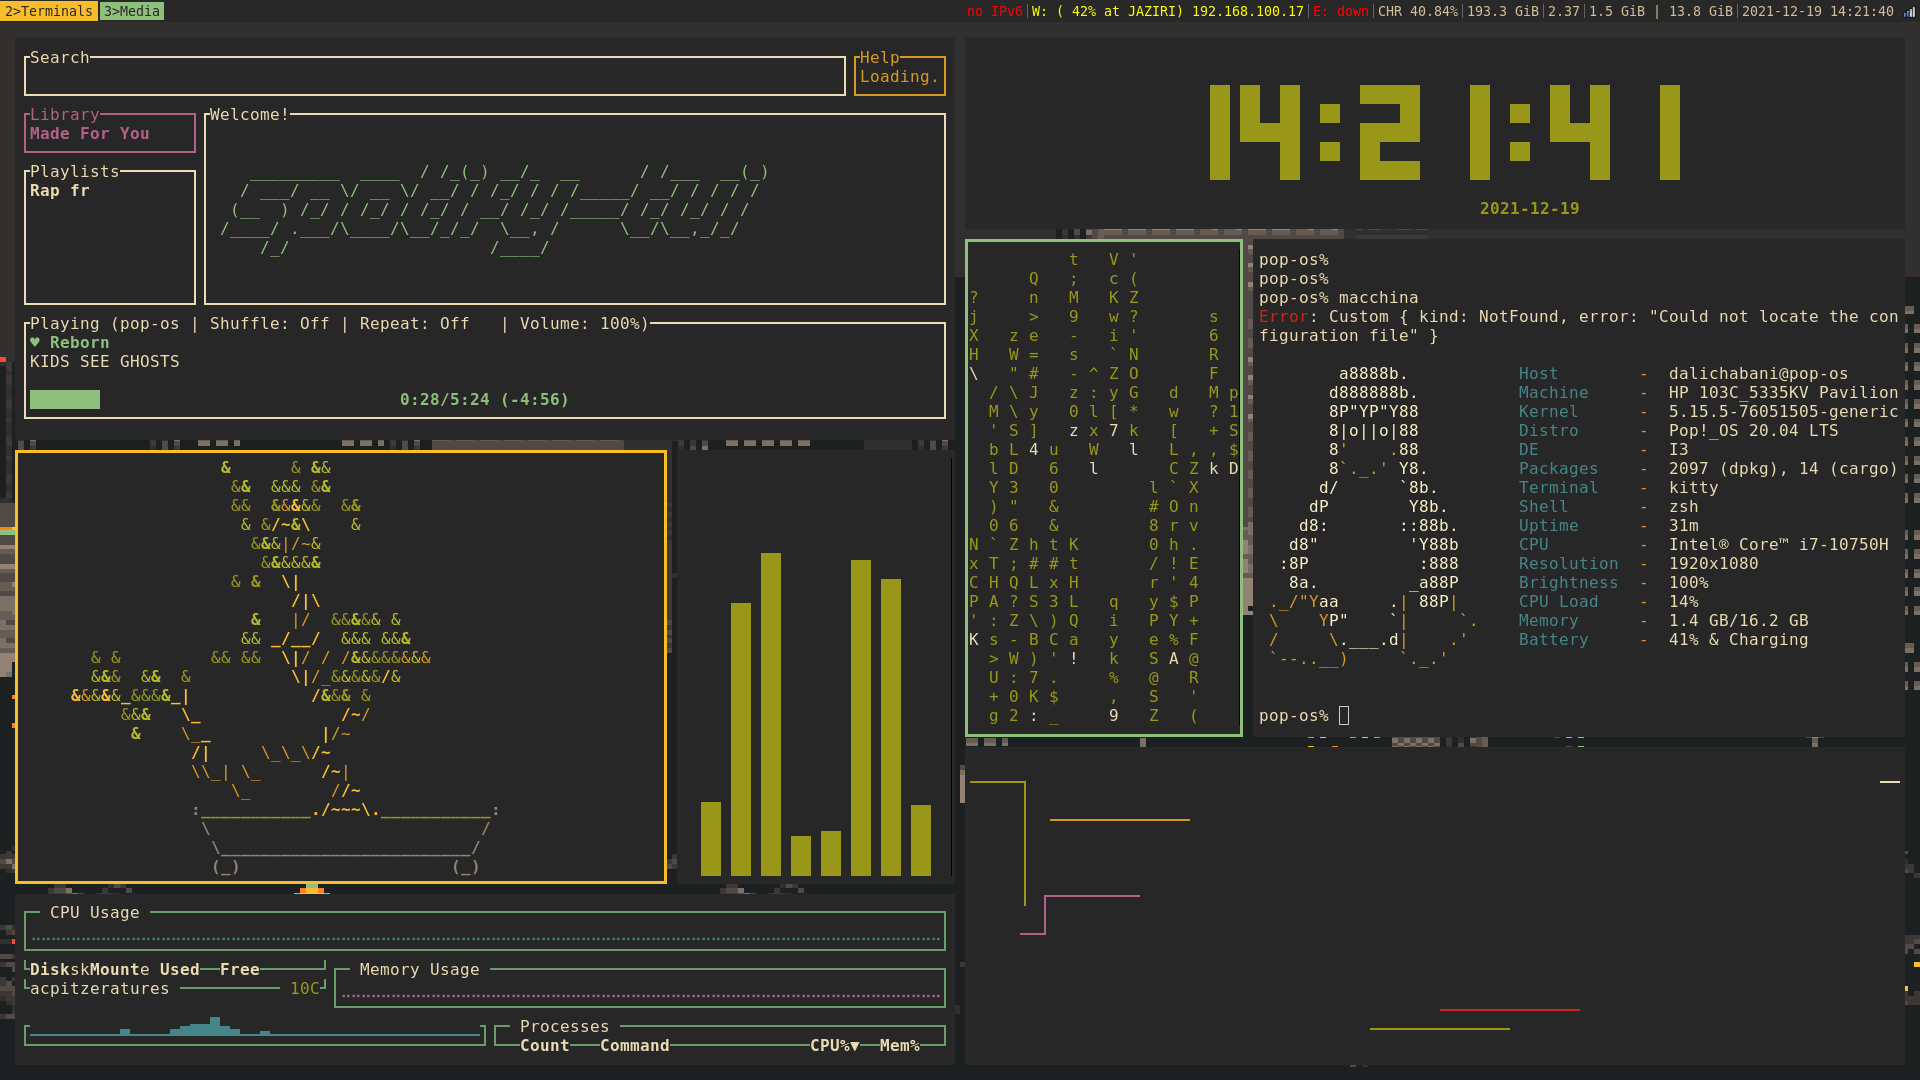 2>Terminals 3>Media
no IPv6|W: ( 42% at JAZIRI) 192.168.100.17|E: down|CHR 40.84%|193.3 GiB|2.37|1.5 GiB | 13.8 GiB|2021-12-19 14:21:40
Search
Help
Loading.
Library
Made For You
Playlists
Rap fr
Welcome!
spotify-tui
Playing (pop-os | Shuffle: Off | Repeat: Off   | Volume: 100%)
♥ Reborn
KIDS SEE GHOSTS
0:28/5:24 (-4:56)
14:21:41
2021-12-19
pop-os%
pop-os%
pop-os% macchina
Error: Custom { kind: NotFound, error: "Could not locate the con
figuration file" }
Host - dalichabani@pop-os
Machine - HP 103C_5335KV Pavilion
Kernel - 5.15.5-76051505-generic
Distro - Pop!_OS 20.04 LTS
DE - I3
Packages - 2097 (dpkg), 14 (cargo)
Terminal - kitty
Shell - zsh
Uptime - 31m
CPU - Intel® Core™ i7-10750H
Resolution - 1920x1080
Brightness - 100%
CPU Load - 14%
Memory - 1.4 GB/16.2 GB
Battery - 41% & Charging
pop-os%
CPU Usage
DiskskMounte Used Free
acpitzeratures 10C
Memory Usage
Processes
Count Command CPU%▼ Mem%